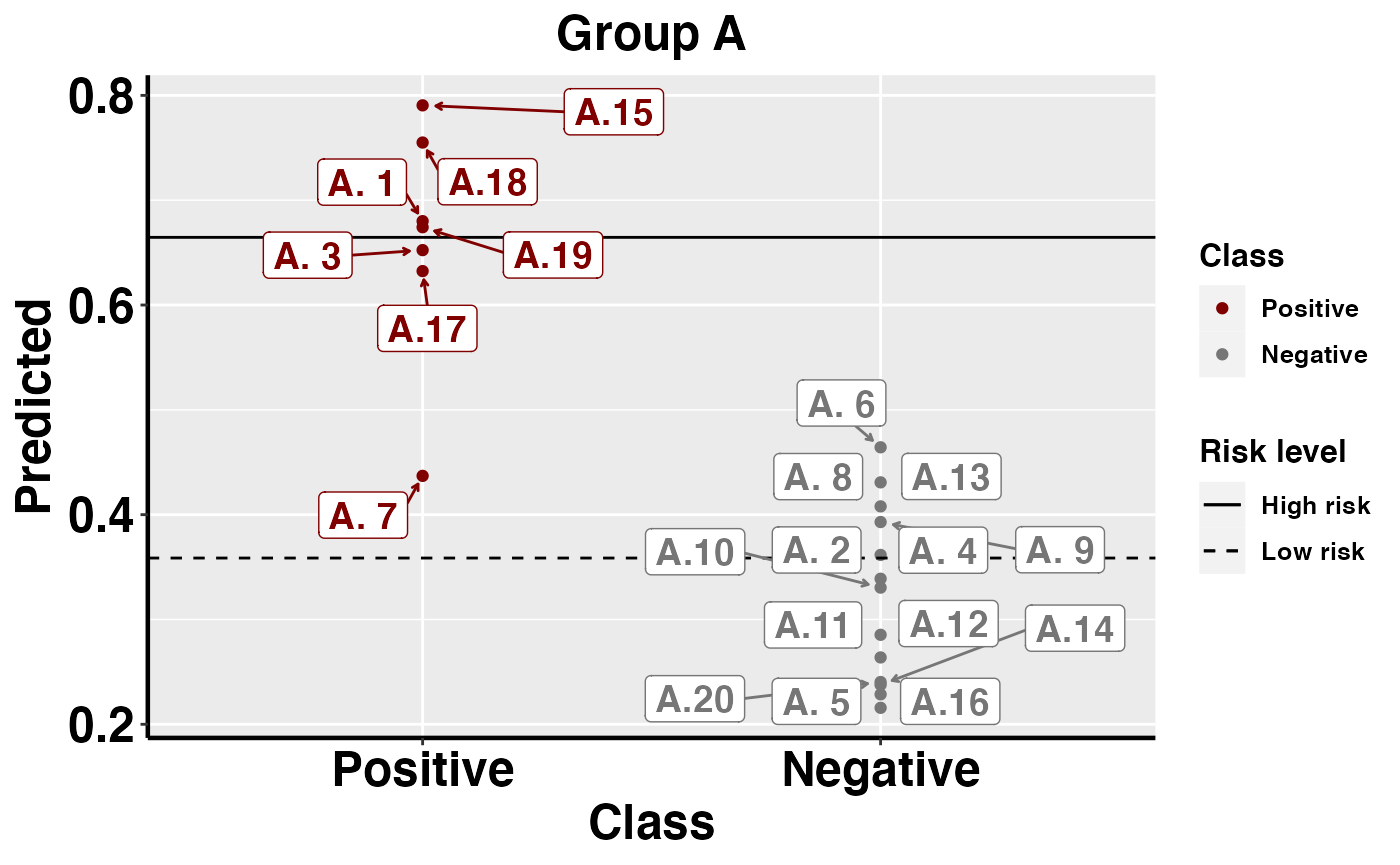 Group A
Predicted
0.8
0.6
0.4
0.2
A.15
A. 1
A.18
A. 3
A.19
A.17
A. 7
A. 6
A. 8
A.13
A.10
A. 2
A. 4
A. 9
A.11
A.12
A.14
A.20
A. 5
A.16
Positive
Negative
Class
Class
Positive
Negative
Risk level
High risk
Low risk